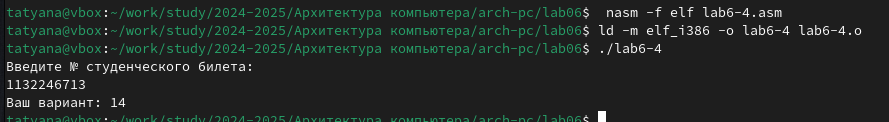 tatyana@vbox:~/work/study/2024-2025/Архитектура компьютера/arch-pc/lab06$  nasm -f elf lab6-4.asm
tatyana@vbox:~/work/study/2024-2025/Архитектура компьютера/arch-pc/lab06$ ld -m elf_i386 -o lab6-4 lab6-4.o
tatyana@vbox:~/work/study/2024-2025/Архитектура компьютера/arch-pc/lab06$ ./lab6-4
Введите № студенческого билета:
1132246713
Ваш вариант: 14
tatyana@vbox:~/work/study/2024-2025/Архитектура компьютера/arch-pc/lab06$